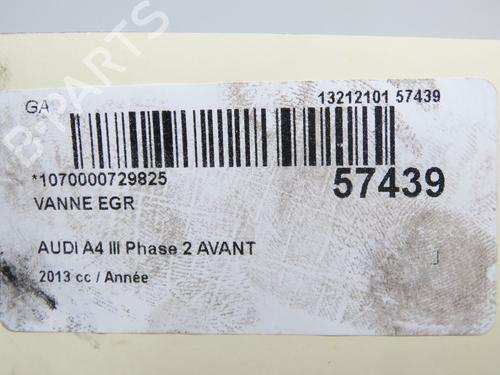 B-PARTS
GA
13212101 57439
*1070000729825
57439
VANNE EGR
AUDI A4 III Phase 2 AVANT
2013 cc / Année